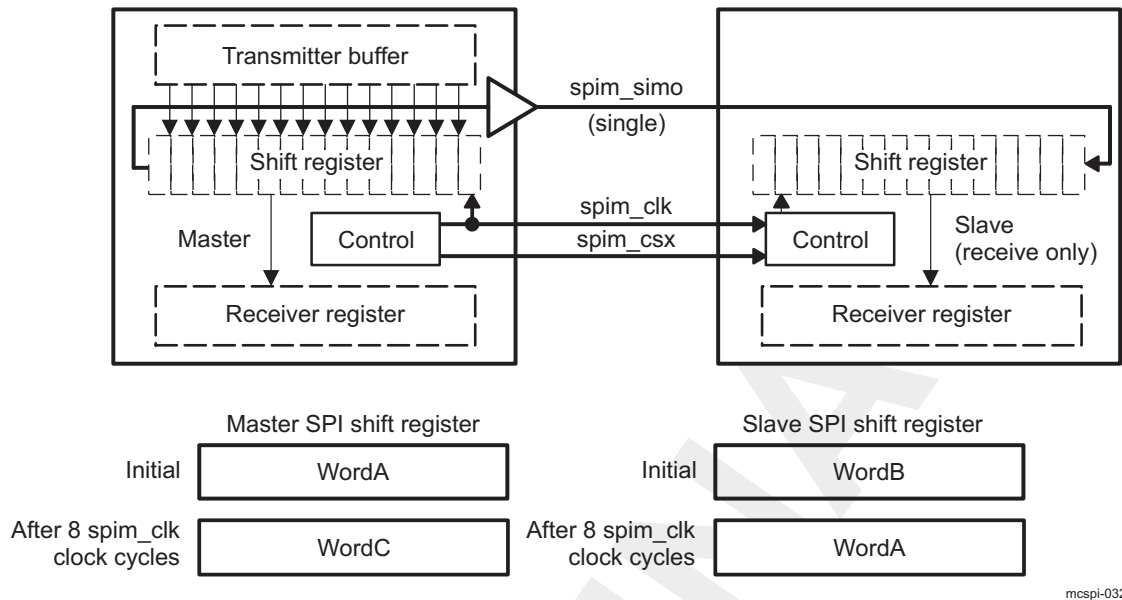 Transmitter buffer
spim_simo
(single)
Shift register
Shift register
spim_clk
Master
Control
Control
Slave
(receive only)
spim_csx
Receiver register
Receiver register
Master SPI shift register
Slave SPI shift register
Initial
WordA
Initial
WordB
After 8 spim_clk
clock cycles
WordC
After 8 spim_clk
clock cycles
WordA
mcspi-032